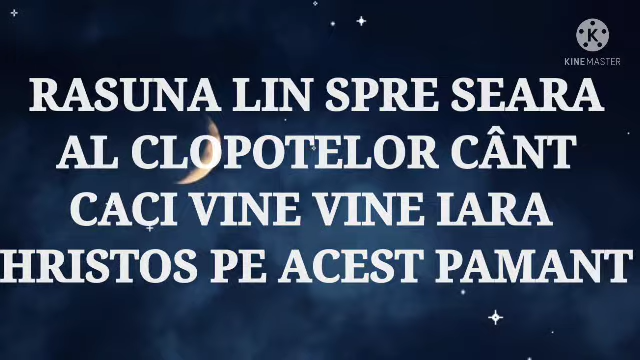 KINEMASTER
RASUNA LIN SPRE SEARA
AL CLOPOTELOR CÂNT
CACI VINE VINE IARA
HRISTOS PE ACEST PAMANT